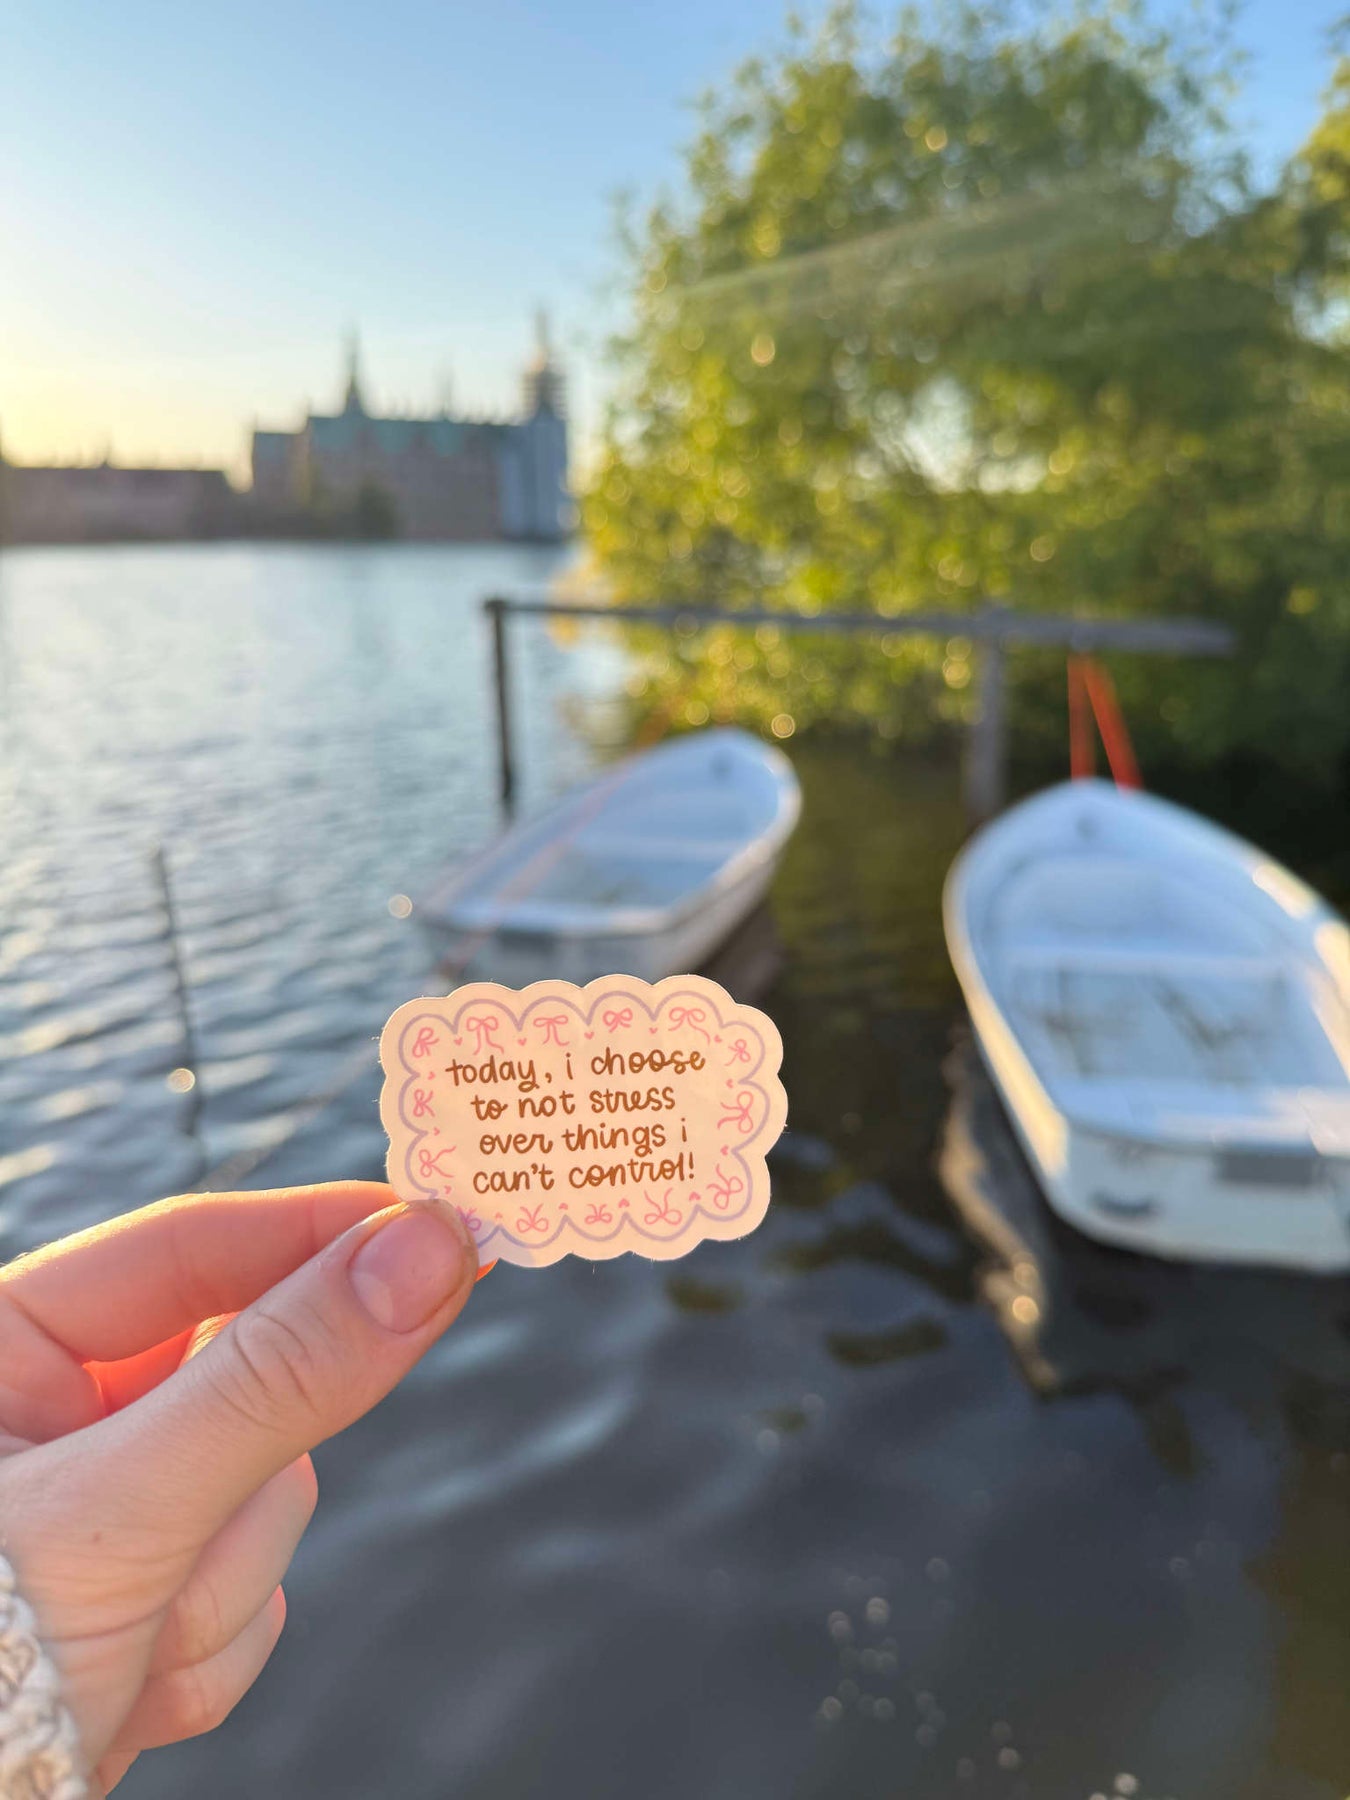 today, i choose
to not stress
over things i
can't control!